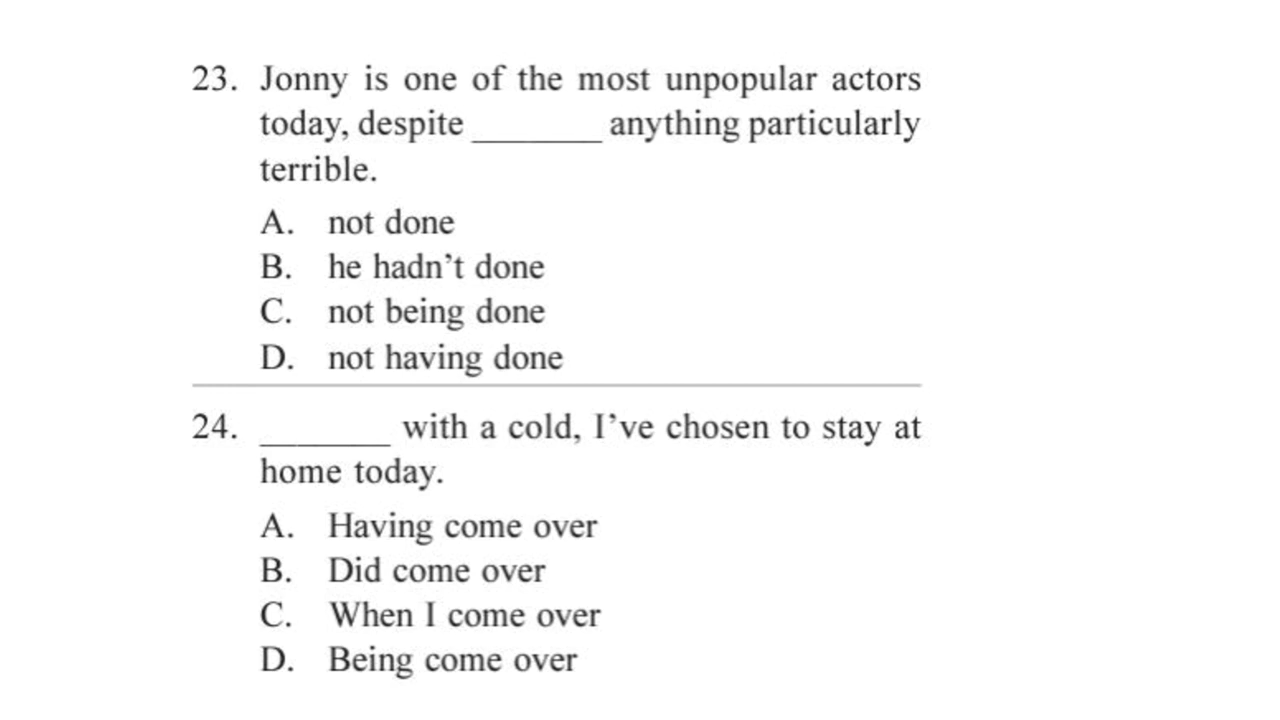 23. Jonny is one of the most unpopular actors
today, despite _______ anything particularly
terrible.
A. not done
B. he hadn’t done
C. not being done
D. not having done
24. _______ with a cold, I’ve chosen to stay at
home today.
A. Having come over
B. Did come over
C. When I come over
D. Being come over